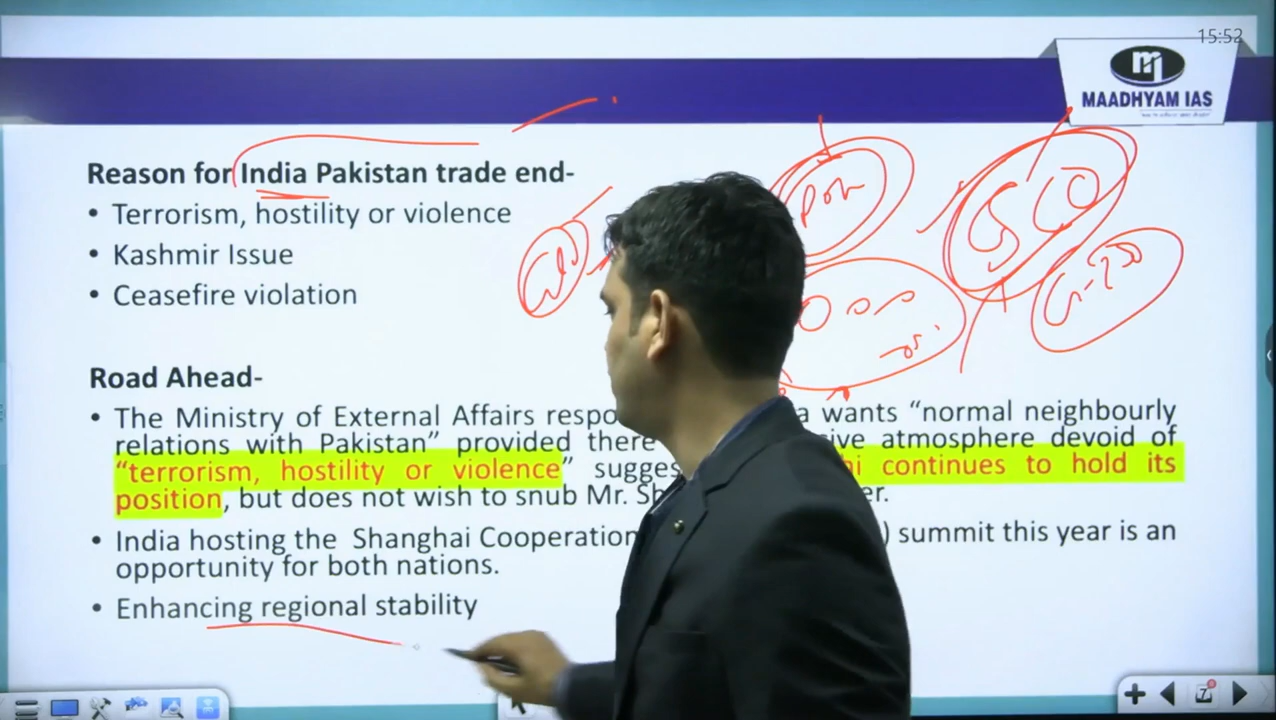 15:52
MAADHYAM IAS
Reason for India Pakistan trade end-
• Terrorism, hostility or violence
• Kashmir Issue
• Ceasefire violation
SCO
Road Ahead-
• The Ministry of External Affairs respo a wants “normal neighbourly
relations with Pakistan” provided there ive atmosphere devoid of
“terrorism, hostility or violence” sugges hi continues to hold its
position, but does not wish to snub Mr. Sh er.
• India hosting the Shanghai Cooperation ) summit this year is an
opportunity for both nations.
• Enhancing regional stability
7